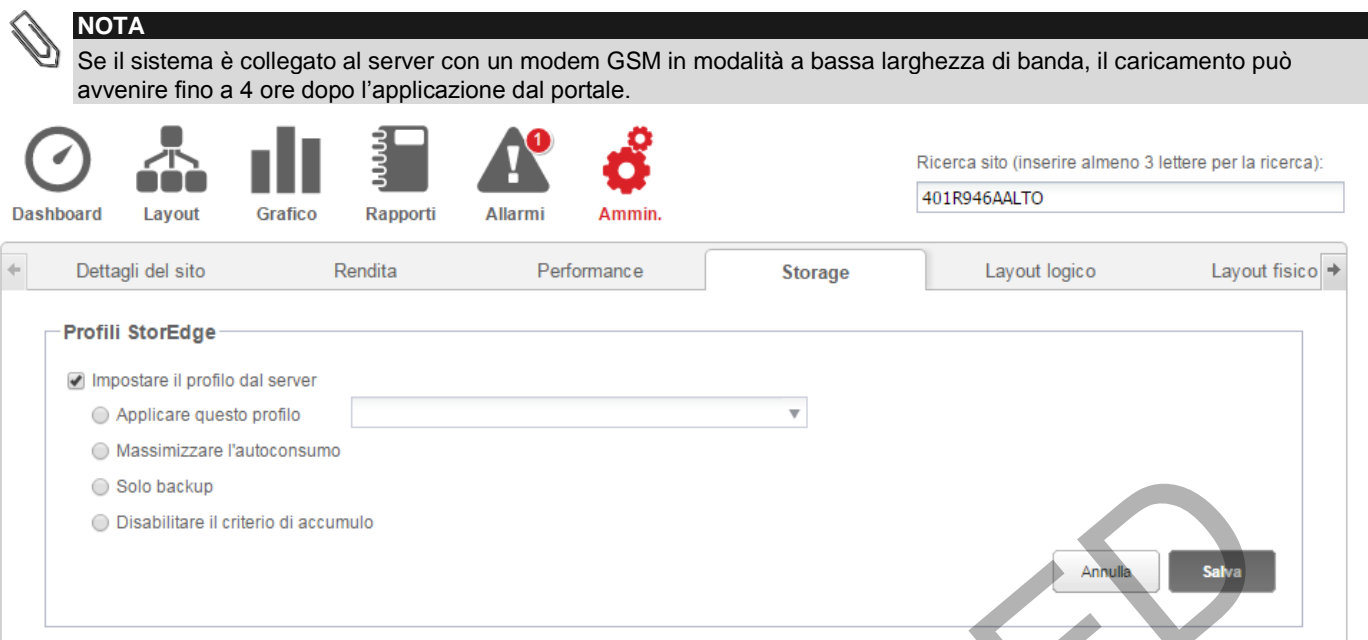 NOTA
Se il sistema è collegato al server con un modem GSM in modalità a bassa larghezza di banda, il caricamento può
avvenire fino a 4 ore dopo l’applicazione dal portale.
1
Dashboard Layout Grafico Rapporti Allarmi Ammin.
Ricerca sito (inserire almeno 3 lettere per la ricerca):
401R946AALTO
Dettagli del sito Rendita Performance Storage Layout logico Layout fisico
Profili StorEdge
Impostare il profilo dal server
Applicare questo profilo
Massimizzare l'autoconsumo
Solo backup
Disabilitare il criterio di accumulo
Annulla Salva
ED